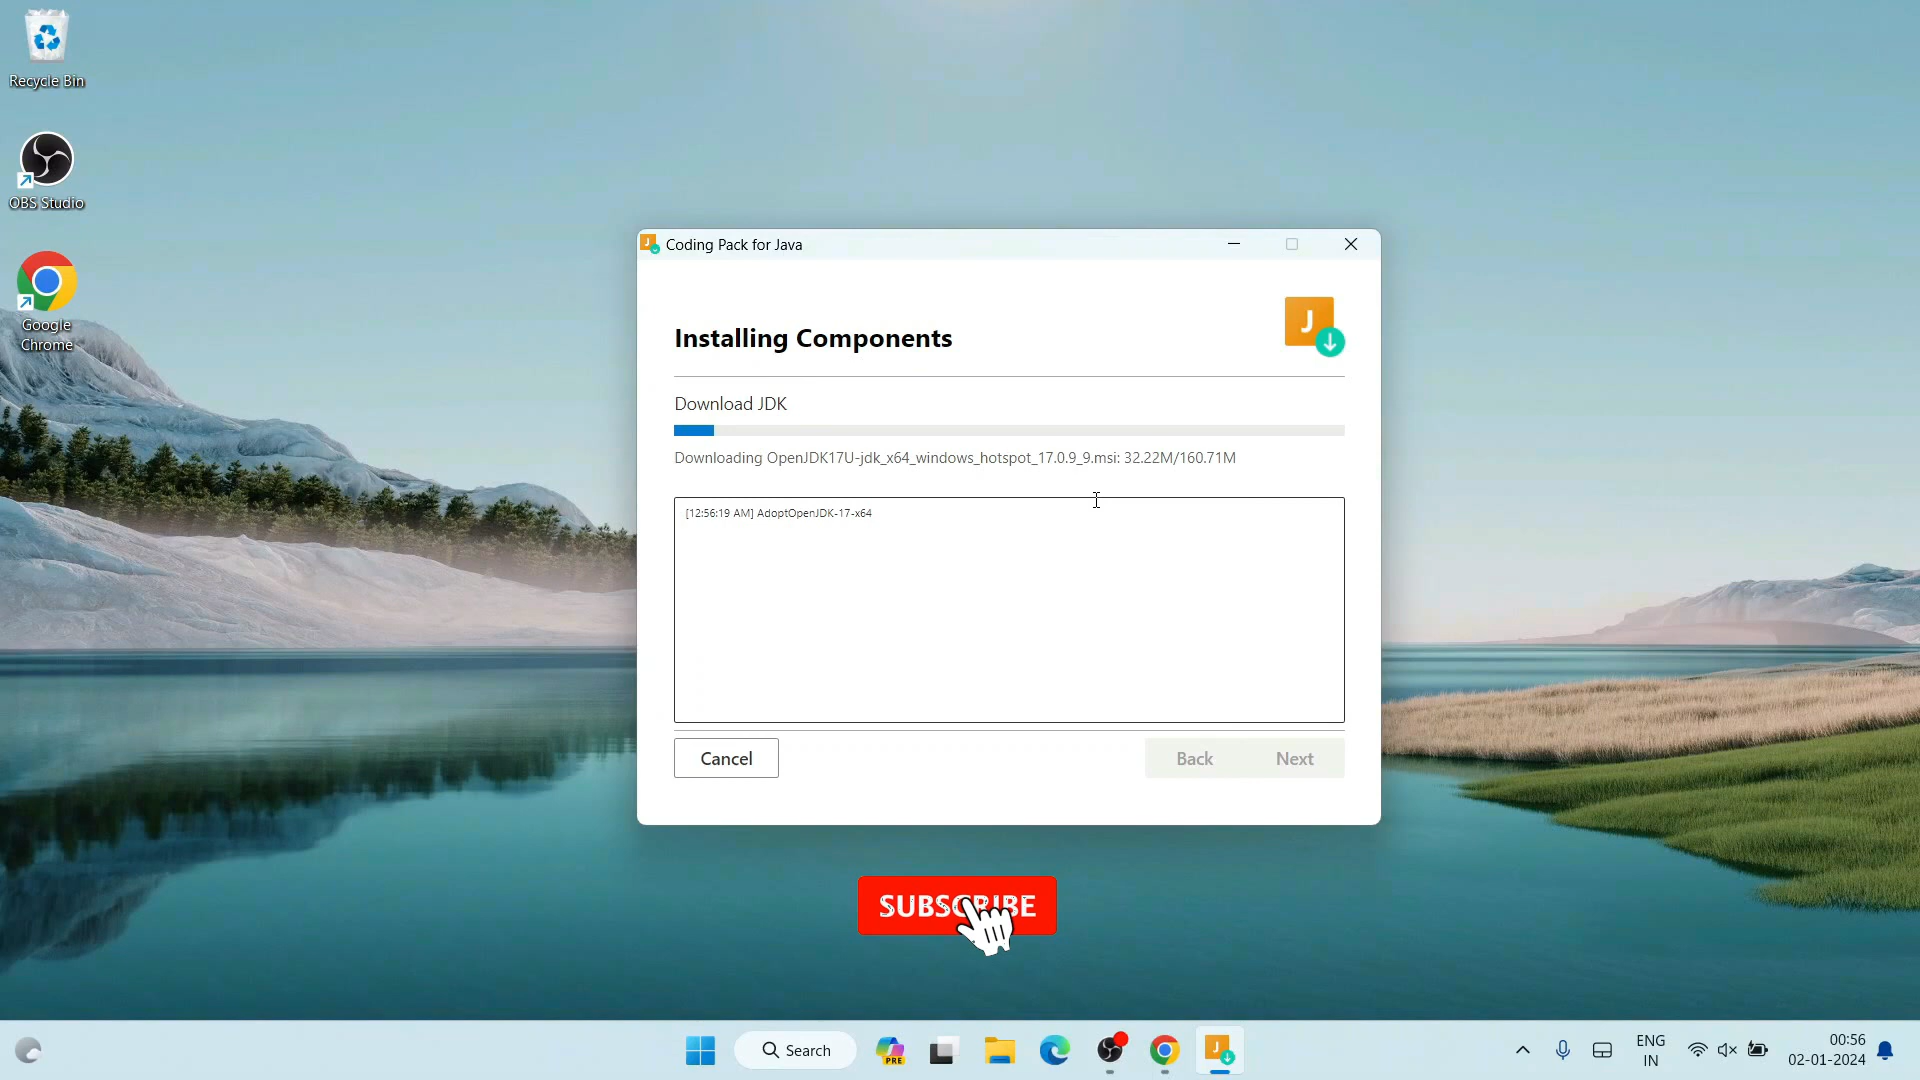 Recycle Bin
OBS Studio
Google
Chrome
Coding Pack for Java
J
Installing Components
Download JDK
Downloading OpenJDK17U-jdk_x64_windows_hotspot_17.0.9_9.msi: 32.22M/160.71M
[12:56:19 AM] AdoptOpenJDK-17-x64
Cancel
Back
Next
SUBSCRIBE
Search
PRE
J
ENG
IN
00:56
02-01-2024